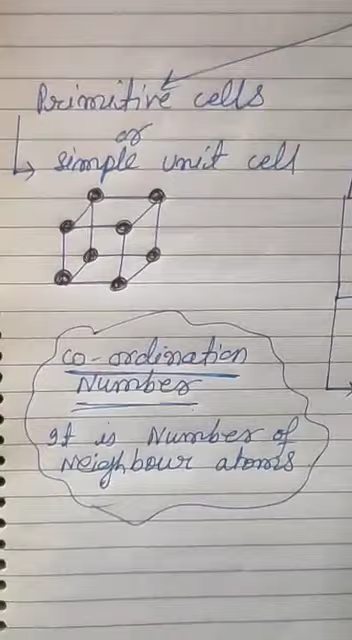 Primitive cells
or
simple unit cell
co-ordination
Number
It is Number of
Neighbour atoms